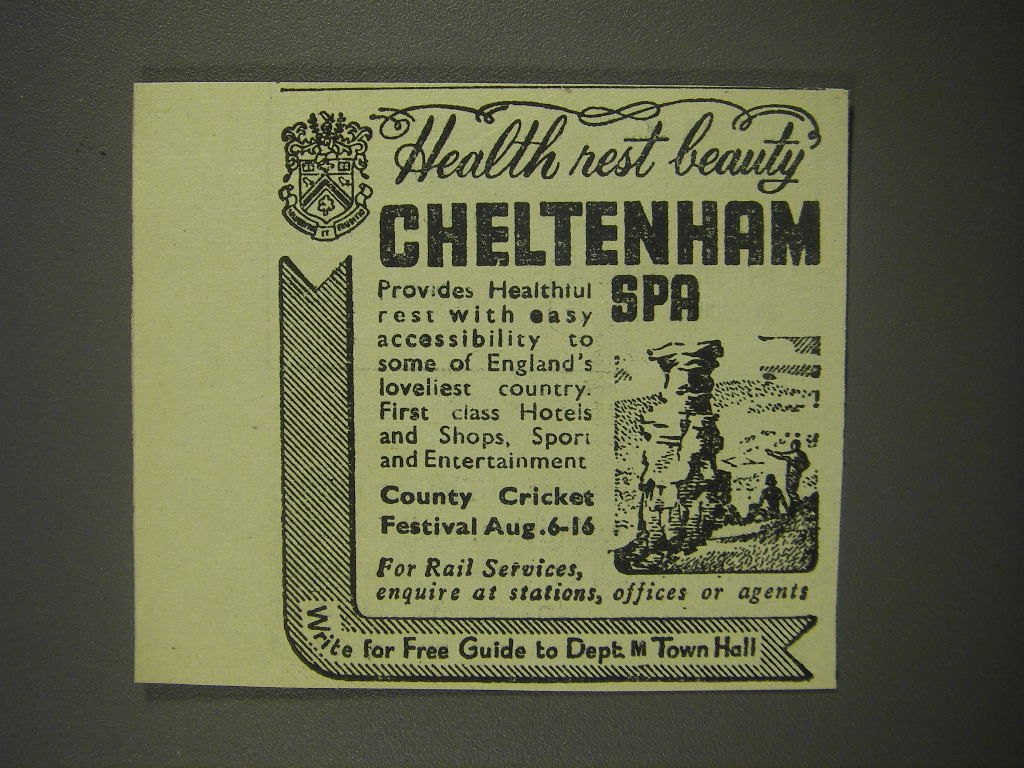 Health rest beauty
CHELTENHAM
SPA
Provides Healthful
rest with easy
accessibility to
some of England's
loveliest country.
First class Hotels
and Shops, Sport
and Entertainment
County Cricket
Festival Aug. 6-16
For Rail Services,
enquire at stations, offices or agents
Write for Free Guide to Dept. M Town Hall